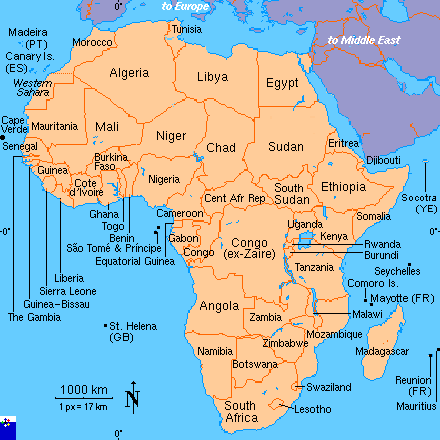 to Europe
0°
Madeira
(PT)
Canary Is.
(ES)
Morocco
Tunisia
to Middle East
Algeria
Libya
Egypt
Western
Sahara
Cape
Verde
Mauritania
Mali
Niger
Chad
Sudan
Eritrea
Senegal
Burkina
Faso
Djibouti
Guinea
Cote
d'Ivoire
Nigeria
Cent Afr Rep
South
Sudan
Ethiopia
Socotra
(YE)
Ghana
Togo
Benin
Cameroon
Somalia
0°
São Tomé & Príncipe
Equatorial Guinea
Gabon
Congo
Congo
(ex-Zaire)
Uganda
Kenya
0°
Rwanda
Burundi
Tanzania
Seychelles
Comoro Is.
Liberia
Sierra Leone
Guinea-Bissau
The Gambia
Mayotte (FR)
Malawi
Angola
Zambia
St. Helena
(GB)
Mozambique
Zimbabwe
Madagascar
Namibia
Botswana
Reunion
(FR)
Mauritius
Swaziland
Lesotho
South
Africa
1000 km
1 px = 17 km
N
0°